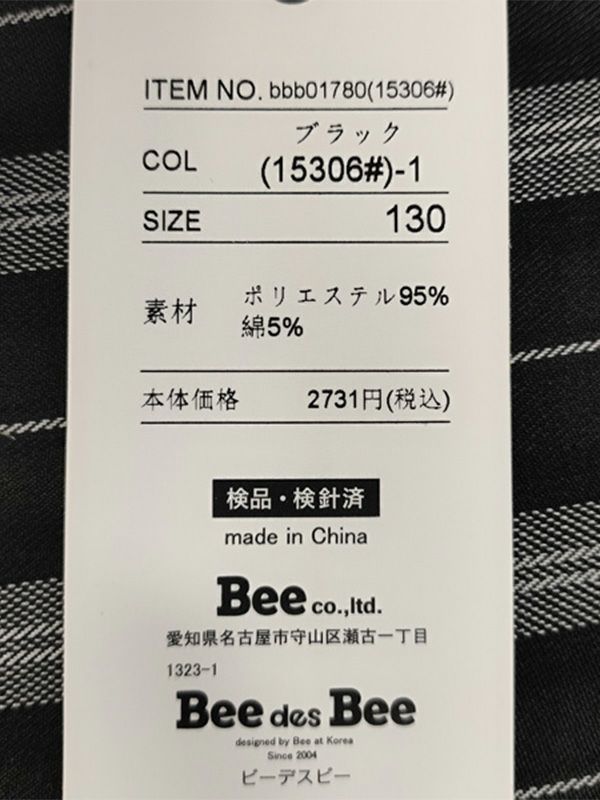 ITEM NO. bbb01780(15306#)
ブラック
COL (15306#)-1
SIZE 130
素材 ポリエステル95%
綿5%
本体価格 2731円(税込)
検品・検針済
made in China
Bee co.,ltd.
愛知県名古屋市守山区瀬古一丁目
1323-1
Bee des Bee
designed by Bee at Korea
Since 2004
ビーデスビー